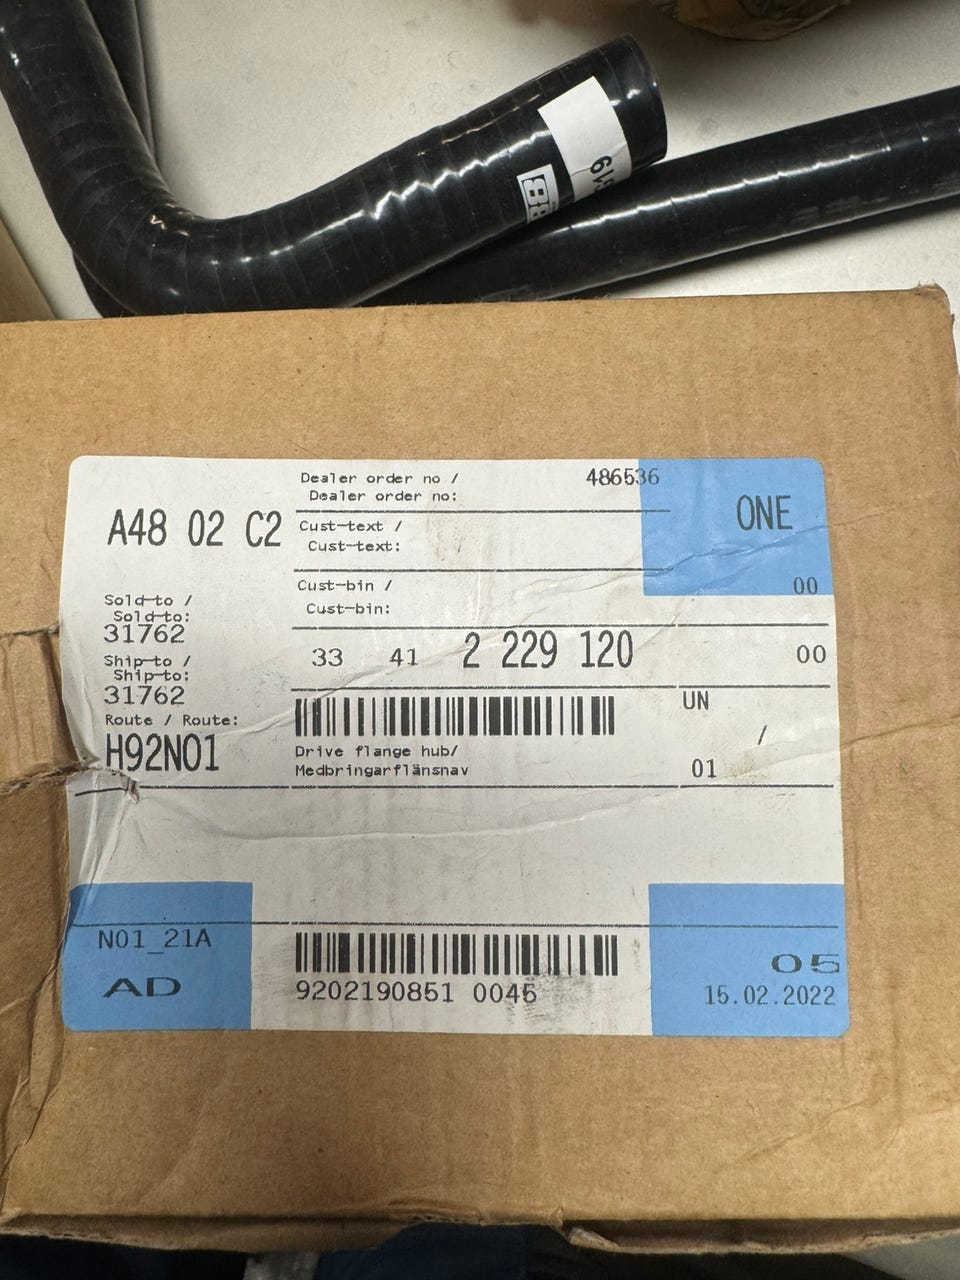 619
Dealer order no / 486536
Dealer order no:
ONE
A48 02 C2
Cust-text /
Cust-text:
00
Cust-bin /
Cust-bin:
Sold-to /
Sold-to:
31762
33 41 2 229 120 00
Ship-to /
Ship-to:
31762
UN
Route / Route:
H92N01
/
Drive flange hub/
Medbringarflänsnav
01
N01_21A
AD
05
9202190851 0046
15.02.2022